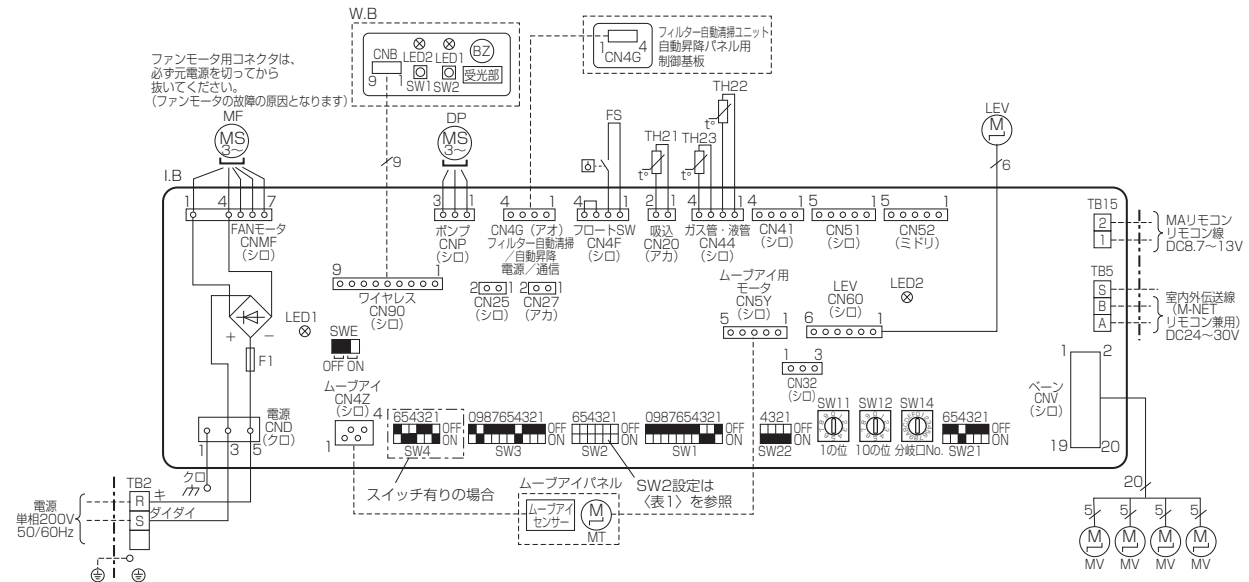 W.B
CNB
LED2 LED1
BZ
9 1
SW1 SW2
受光部
フィルター自動清掃ユニット
自動昇降パネル用
制御基板
1 4
CN4G
ファンモータ用コネクタは、
必ず元電源を切ってから
抜いてください。
(ファンモータの故障の原因となります)
MF
MS
3~
DP
MS
3~
9
FS
TH21
t°
TH23
t°
TH22
t°
LEV
M
6
I.B
1 4 7
FANモータ
CNMF
(シロ)
3 1
ポンプ
CNP
(シロ)
4 1
CN4G(アオ)
フィルター自動清掃
/自動昇降
電源/通信
4 1
フロートSW
CN4F
(シロ)
2 1
吸込
CN20
(アカ)
4 1
ガス管・液管
CN44
(シロ)
4 1
CN41
(シロ)
5 1
CN51
(シロ)
5 1
CN52
(ミドリ)
TB15
2
1
MAリモコン
リモコン線
DC8.7~13V
TB5
S
B
A
室内外伝送線
(M-NET
リモコン兼用)
DC24~30V
9 1
ワイヤレス
CN90
(シロ)
2 1
CN25
(シロ)
2 1
CN27
(アカ)
ムーブアイ用
モータ
CN5Y
(シロ)
5 1
LEV
CN60
(シロ)
6 1
LED2
LED1
+ −
F1
SWE
OFF ON
1 3
CN32
(シロ)
1 2
ベーン
CNV
(シロ)
19 20
電源
CND
(クロ)
1 3 5
ムーブアイ
CN4Z
(シロ)
4
1
654321
OFF
ON
SW4
0987654321
OFF
ON
SW3
654321
OFF
ON
SW2
0987654321
OFF
ON
SW1
4321
OFF
ON
SW22
SW11
1の位
SW12
10の位
SW14
分岐口No.
654321
OFF
ON
SW21
スイッチ有りの場合
ムーブアイパネル
ムーブアイ
センサー
M
MT
SW2設定は
〈表1〉を参照
クロ
TB2
R
キ
S
ダイダイ
電源
単相200V
50/60Hz
20
5 5 5 5
M M M M
MV MV MV MV